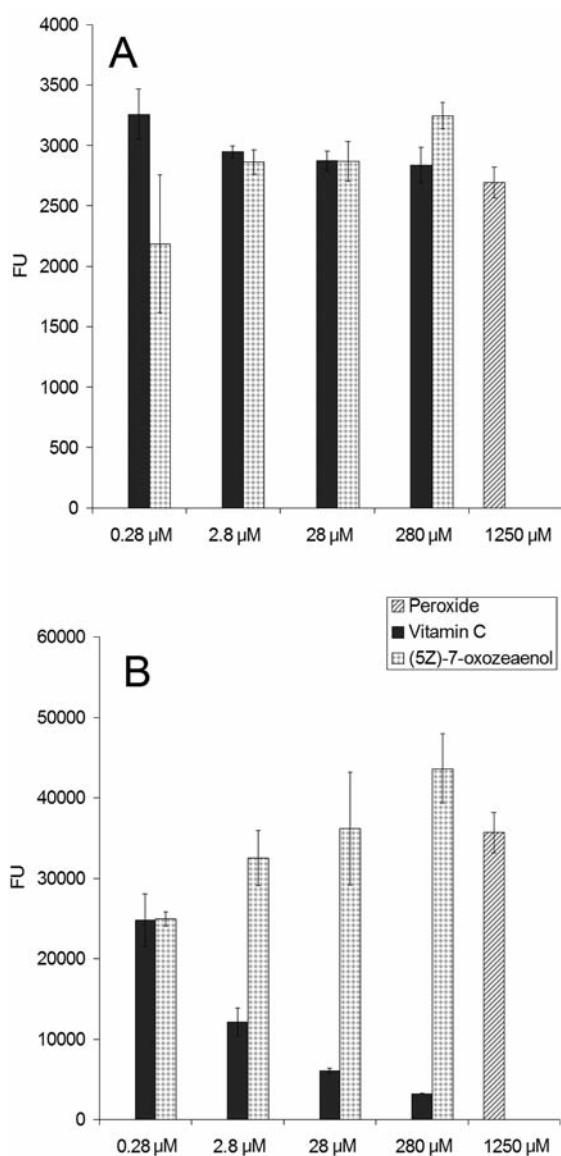 A
4000
3500
3000
2500
2000
1500
1000
500
0
FU
0.28 µM 2.8 µM 28 µM 280 µM 1250 µM
Peroxide
Vitamin C
(5Z)-7-oxozeaenol
B
60000
50000
40000
30000
20000
10000
0
FU
0.28 µM 2.8 µM 28 µM 280 µM 1250 µM